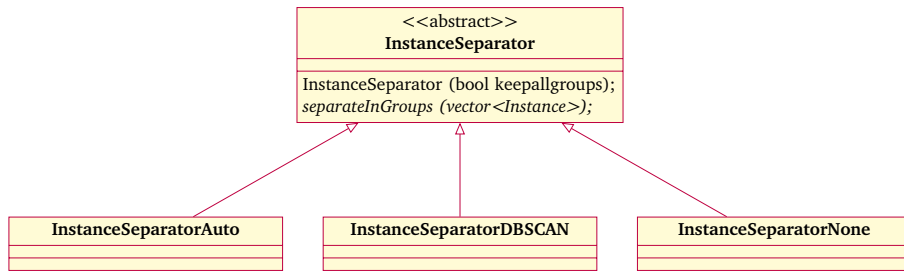 <<abstract>>
InstanceSeparator
InstanceSeparator (bool keepallgroups);
separateInGroups (vector<Instance>);
InstanceSeparatorAuto
InstanceSeparatorDBSCAN
InstanceSeparatorNone